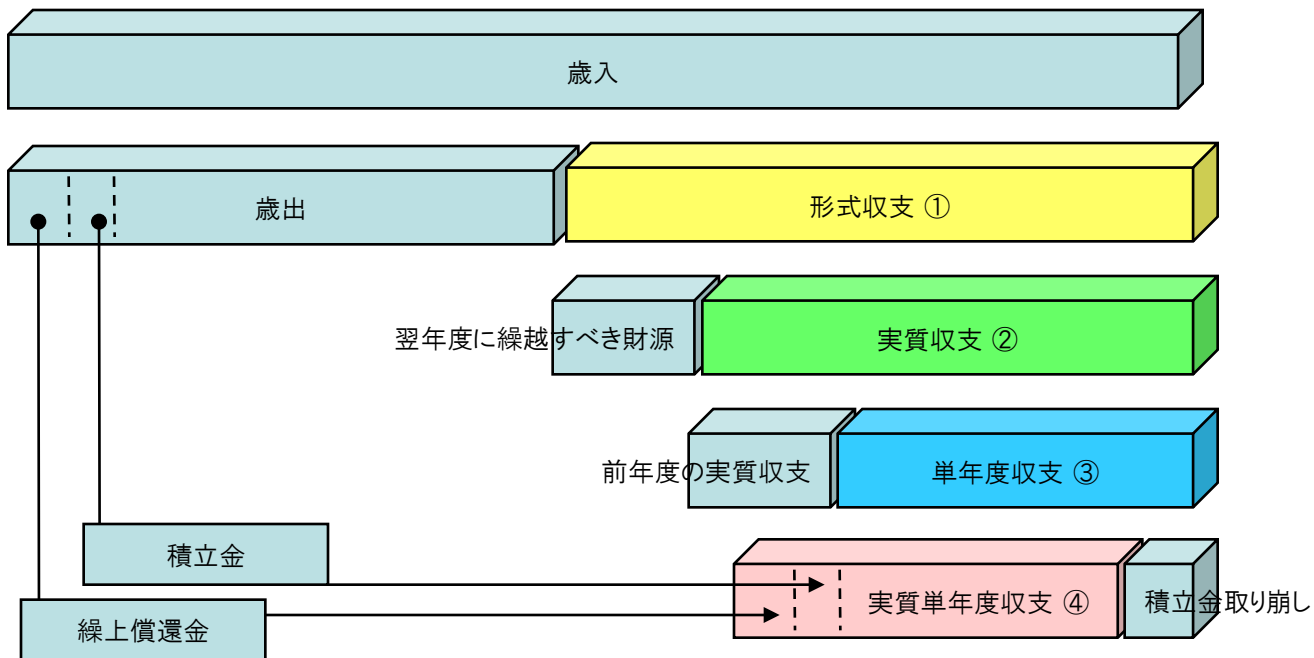 歳入
歳出
形式収支 ①
翌年度に繰越すべき財源
実質収支 ②
前年度の実質収支
単年度収支 ③
積立金
実質単年度収支 ④
積立金取り崩し
繰上償還金